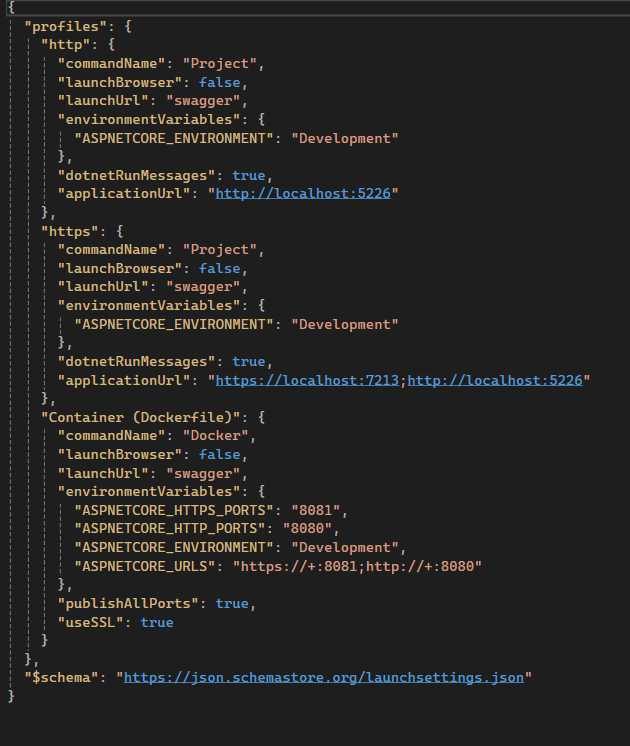 {
  "profiles": {
    "http": {
      "commandName": "Project",
      "launchBrowser": false,
      "launchUrl": "swagger",
      "environmentVariables": {
        "ASPNETCORE_ENVIRONMENT": "Development"
      },
      "dotnetRunMessages": true,
      "applicationUrl": "http://localhost:5226"
    },
    "https": {
      "commandName": "Project",
      "launchBrowser": false,
      "launchUrl": "swagger",
      "environmentVariables": {
        "ASPNETCORE_ENVIRONMENT": "Development"
      },
      "dotnetRunMessages": true,
      "applicationUrl": "https://localhost:7213;http://localhost:5226"
    },
    "Container (Dockerfile)": {
      "commandName": "Docker",
      "launchBrowser": false,
      "launchUrl": "swagger",
      "environmentVariables": {
        "ASPNETCORE_HTTPS_PORTS": "8081",
        "ASPNETCORE_HTTP_PORTS": "8080",
        "ASPNETCORE_ENVIRONMENT": "Development",
        "ASPNETCORE_URLS": "https://+:8081;http://+:8080"
      },
      "publishAllPorts": true,
      "useSSL": true
    }
  },
  "$schema": "https://json.schemastore.org/launchsettings.json"
}